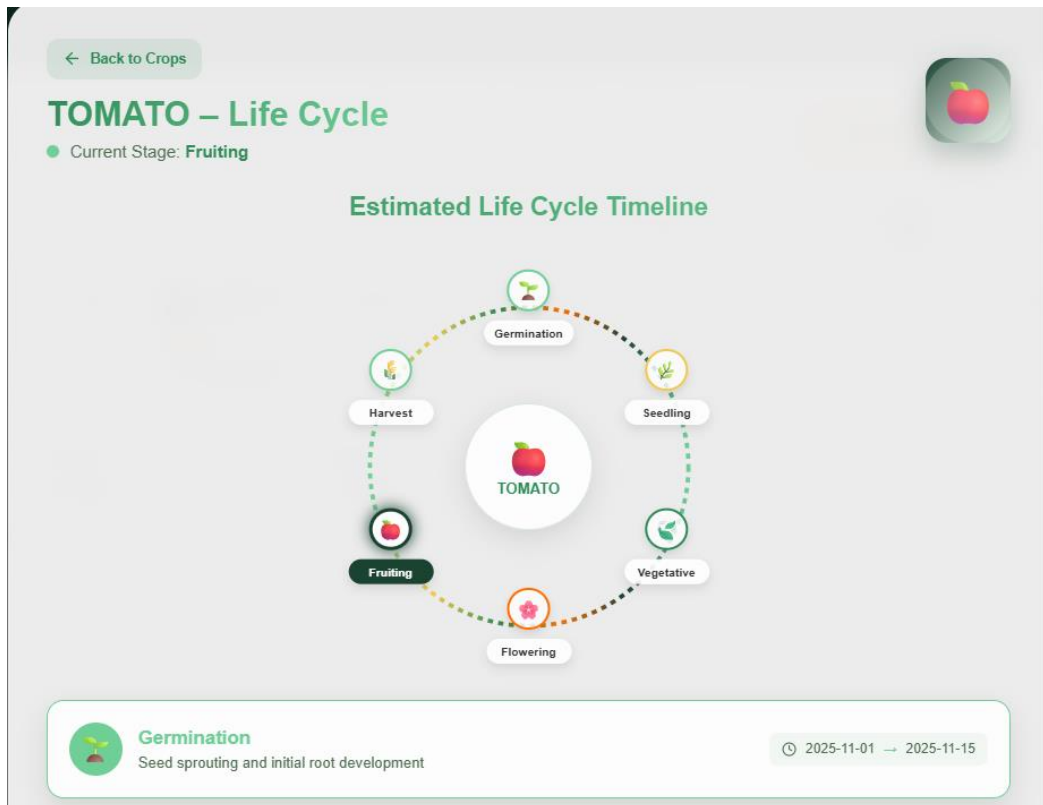 ← Back to Crops
TOMATO – Life Cycle
Current Stage: Fruiting
Estimated Life Cycle Timeline
Germination
Harvest
Seedling
TOMATO
Fruiting
Vegetative
Flowering
Germination
Seed sprouting and initial root development
2025-11-01 → 2025-11-15